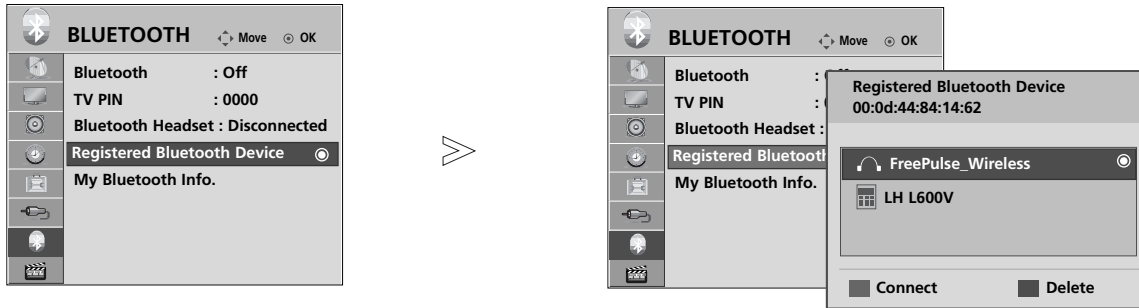 BLUETOOTH Move OK
Bluetooth : Off
TV PIN : 0000
Bluetooth Headset : Disconnected
Registered Bluetooth Device
My Bluetooth Info.
BLUETOOTH Move OK
Bluetooth :
TV PIN :
Bluetooth Headset :
Registered Bluetooth
My Bluetooth Info.
Registered Bluetooth Device
00:0d:44:84:14:62
FreePulse_Wireless
LH L600V
Connect Delete